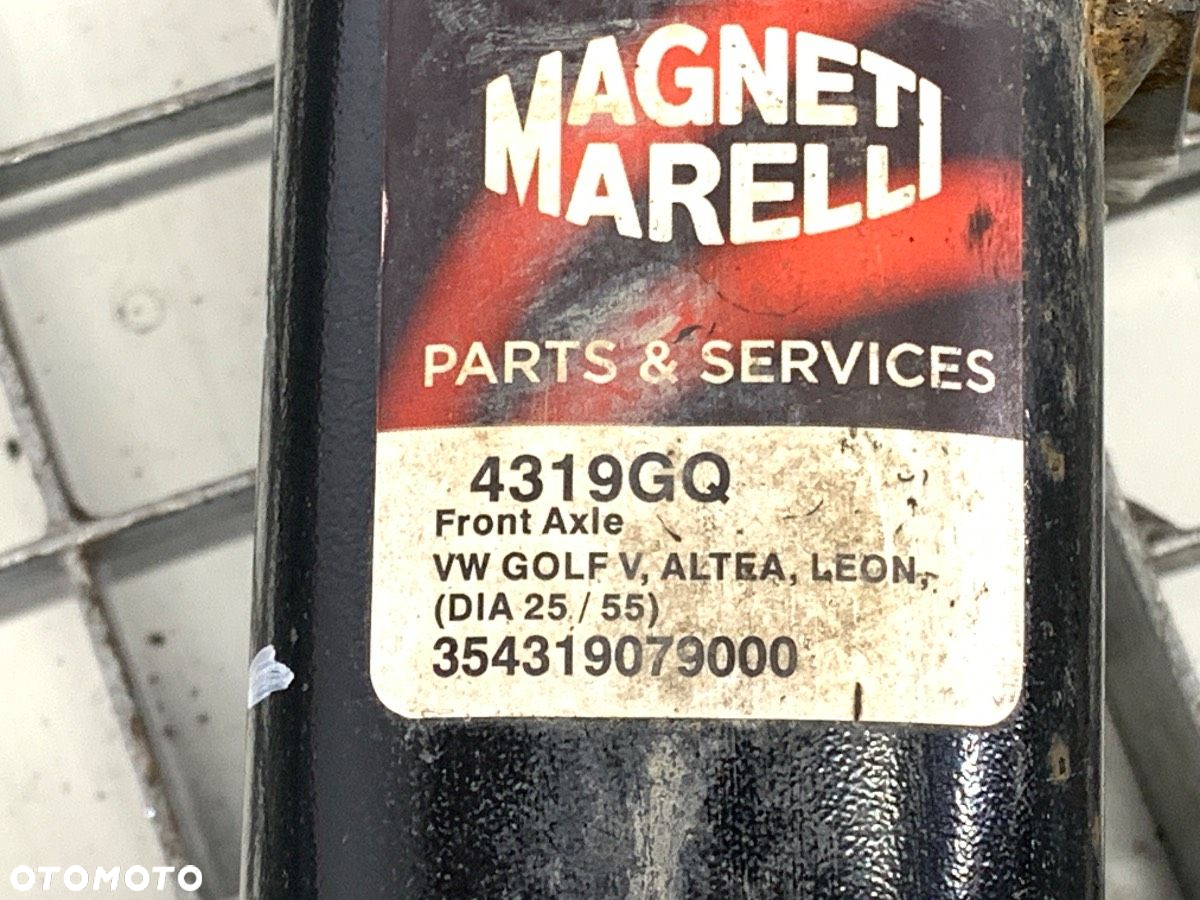 MAGNETI
MARELLI
PARTS & SERVICES
4319GQ
Front Axle
VW GOLF V, ALTEA, LEON,
(DIA 25 / 55)
354319079000
OTOMOTO